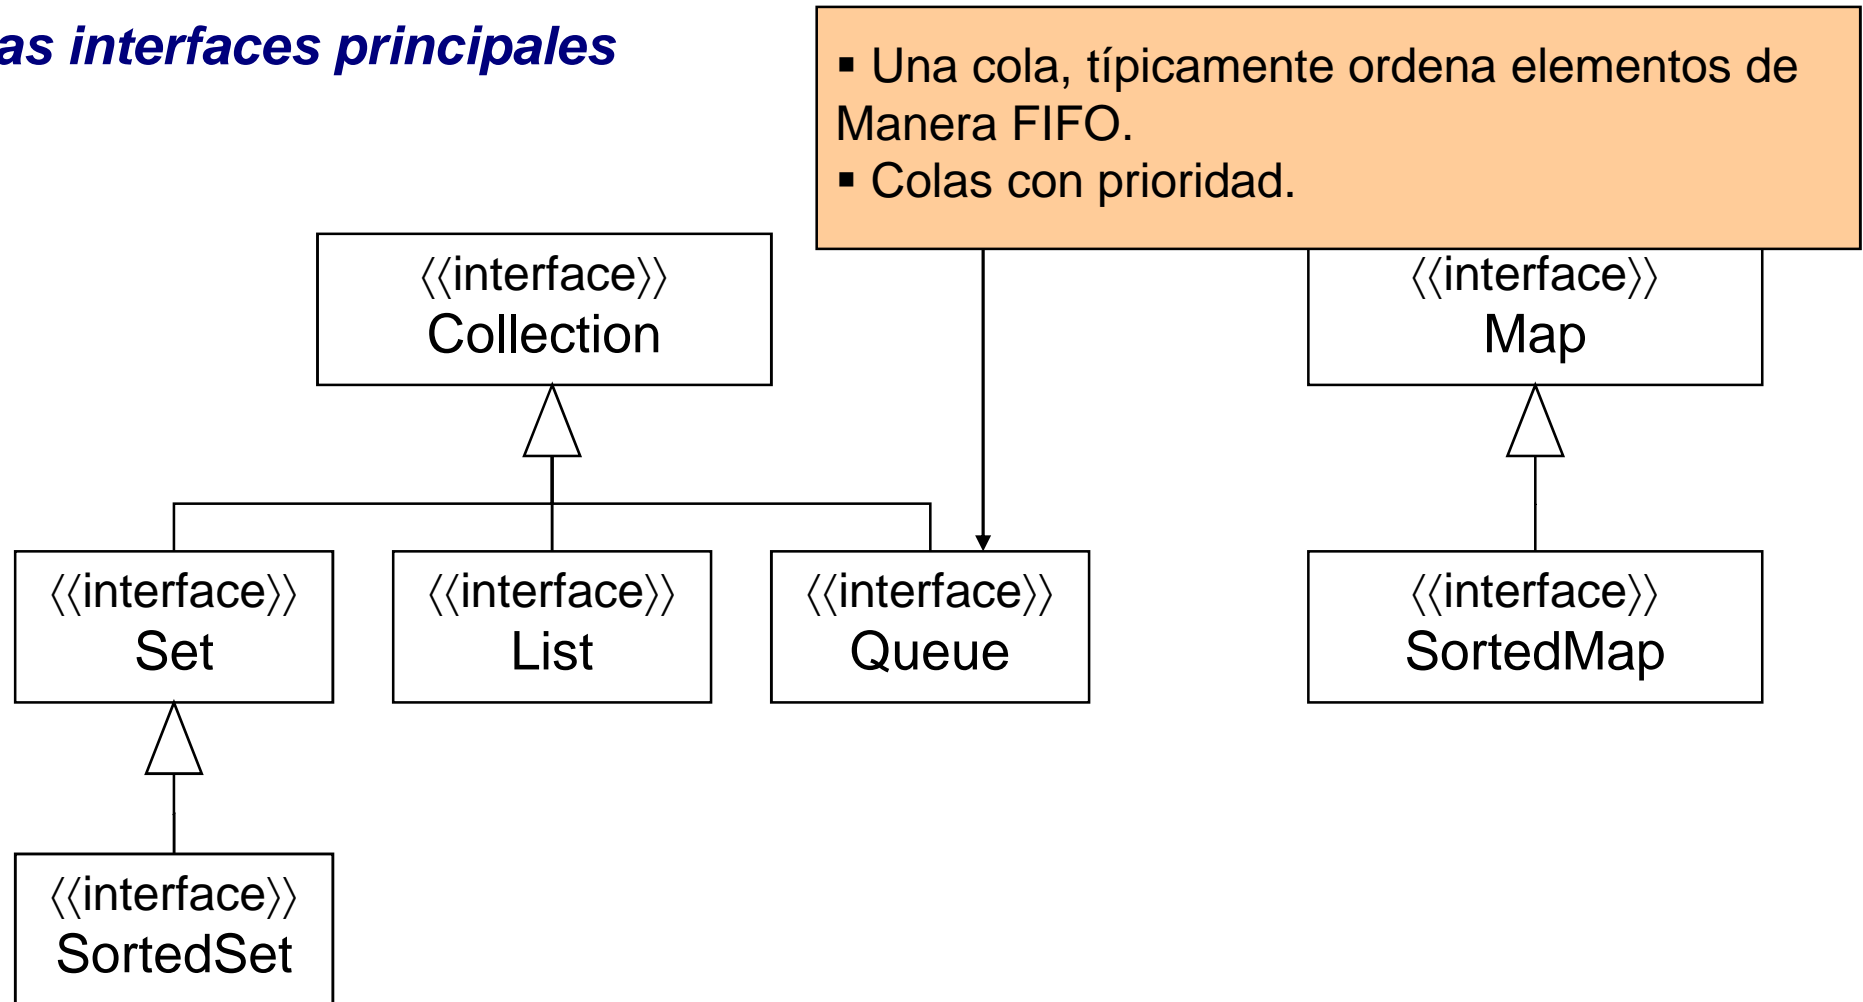 as interfaces principales
▪ Una cola, típicamente ordena elementos de
Manera FIFO.
▪ Colas con prioridad.
〈〈interface〉〉
Collection
〈〈interface〉〉
Map
〈〈interface〉〉
Set
〈〈interface〉〉
List
〈〈interface〉〉
Queue
〈〈interface〉〉
SortedMap
〈〈interface〉〉
SortedSet